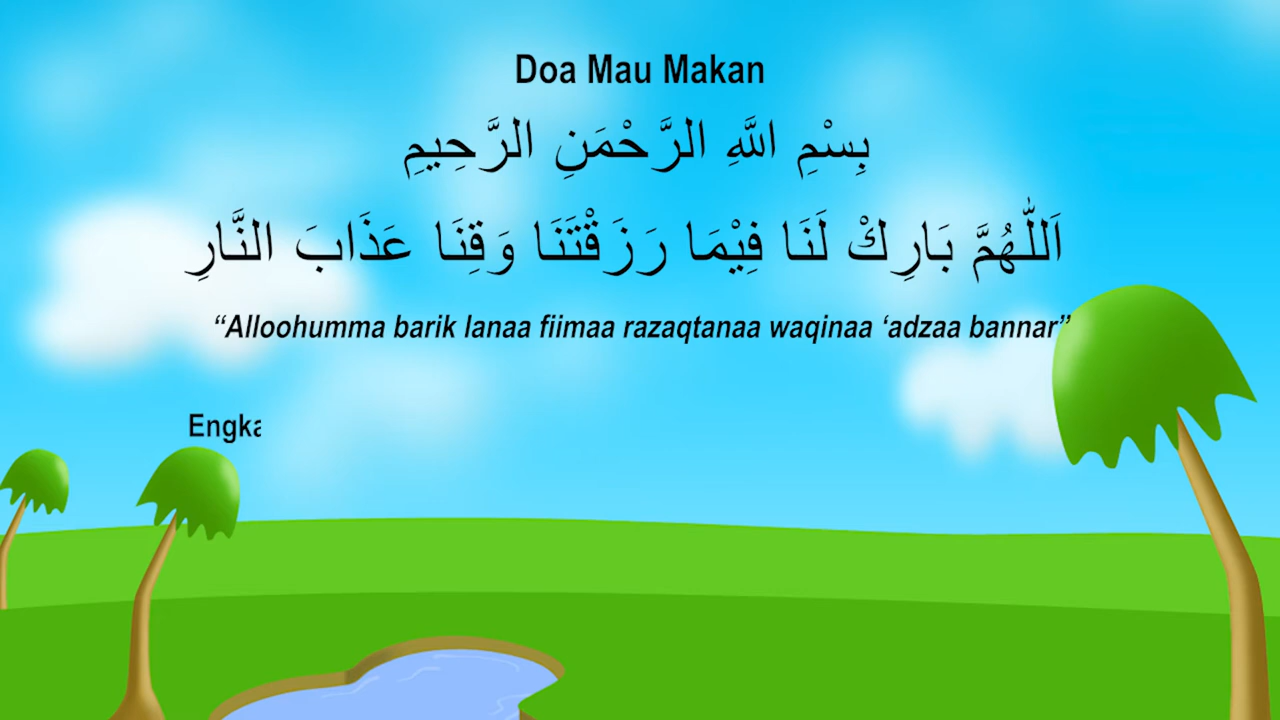 Doa Mau Makan
بِسْمِ اللَّهِ الرَّحْمَنِ الرَّحِيمِ
اَللّٰهُمَّ بَارِكْ لَنَا فِيْمَا رَزَقْتَنَا وَقِنَا عَذَابَ النَّارِ
“Alloohumma barik lanaa fiimaa razaqtanaa waqinaa ‘adzaa bannar”